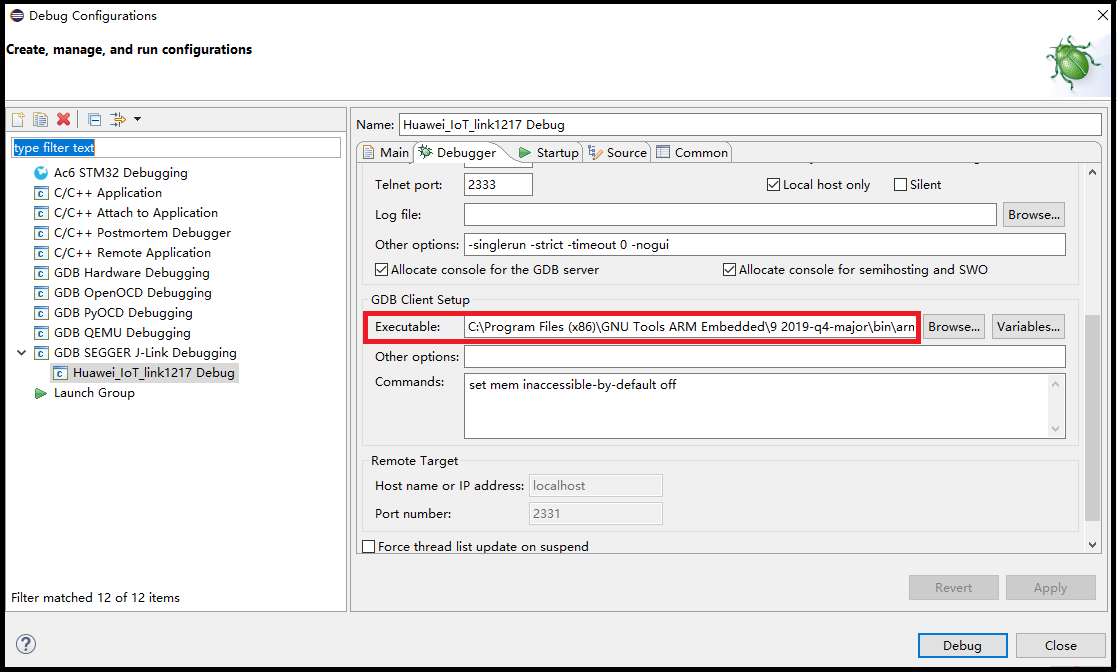 Debug Configurations
Create, manage, and run configurations
type filter text
Ac6 STM32 Debugging
C/C++ Application
C/C++ Attach to Application
C/C++ Postmortem Debugger
C/C++ Remote Application
GDB Hardware Debugging
GDB OpenOCD Debugging
GDB PyOCD Debugging
GDB QEMU Debugging
GDB SEGGER J-Link Debugging
Huawei_IoT_link1217 Debug
Launch Group
Filter matched 12 of 12 items
Name: Huawei_IoT_link1217 Debug
Main Debugger Startup Source Common
Telnet port: 2333 Local host only Silent
Log file: Browse...
Other options: -singlerun -strict -timeout 0 -nogui
Allocate console for the GDB server Allocate console for semihosting and SWO
GDB Client Setup
Executable: C:\Program Files (x86)\GNU Tools ARM Embedded\9 2019-q4-major\bin\arn Browse... Variables...
Other options:
Commands: set mem inaccessible-by-default off
Remote Target
Host name or IP address: localhost
Port number: 2331
Force thread list update on suspend
Revert Apply
Debug Close